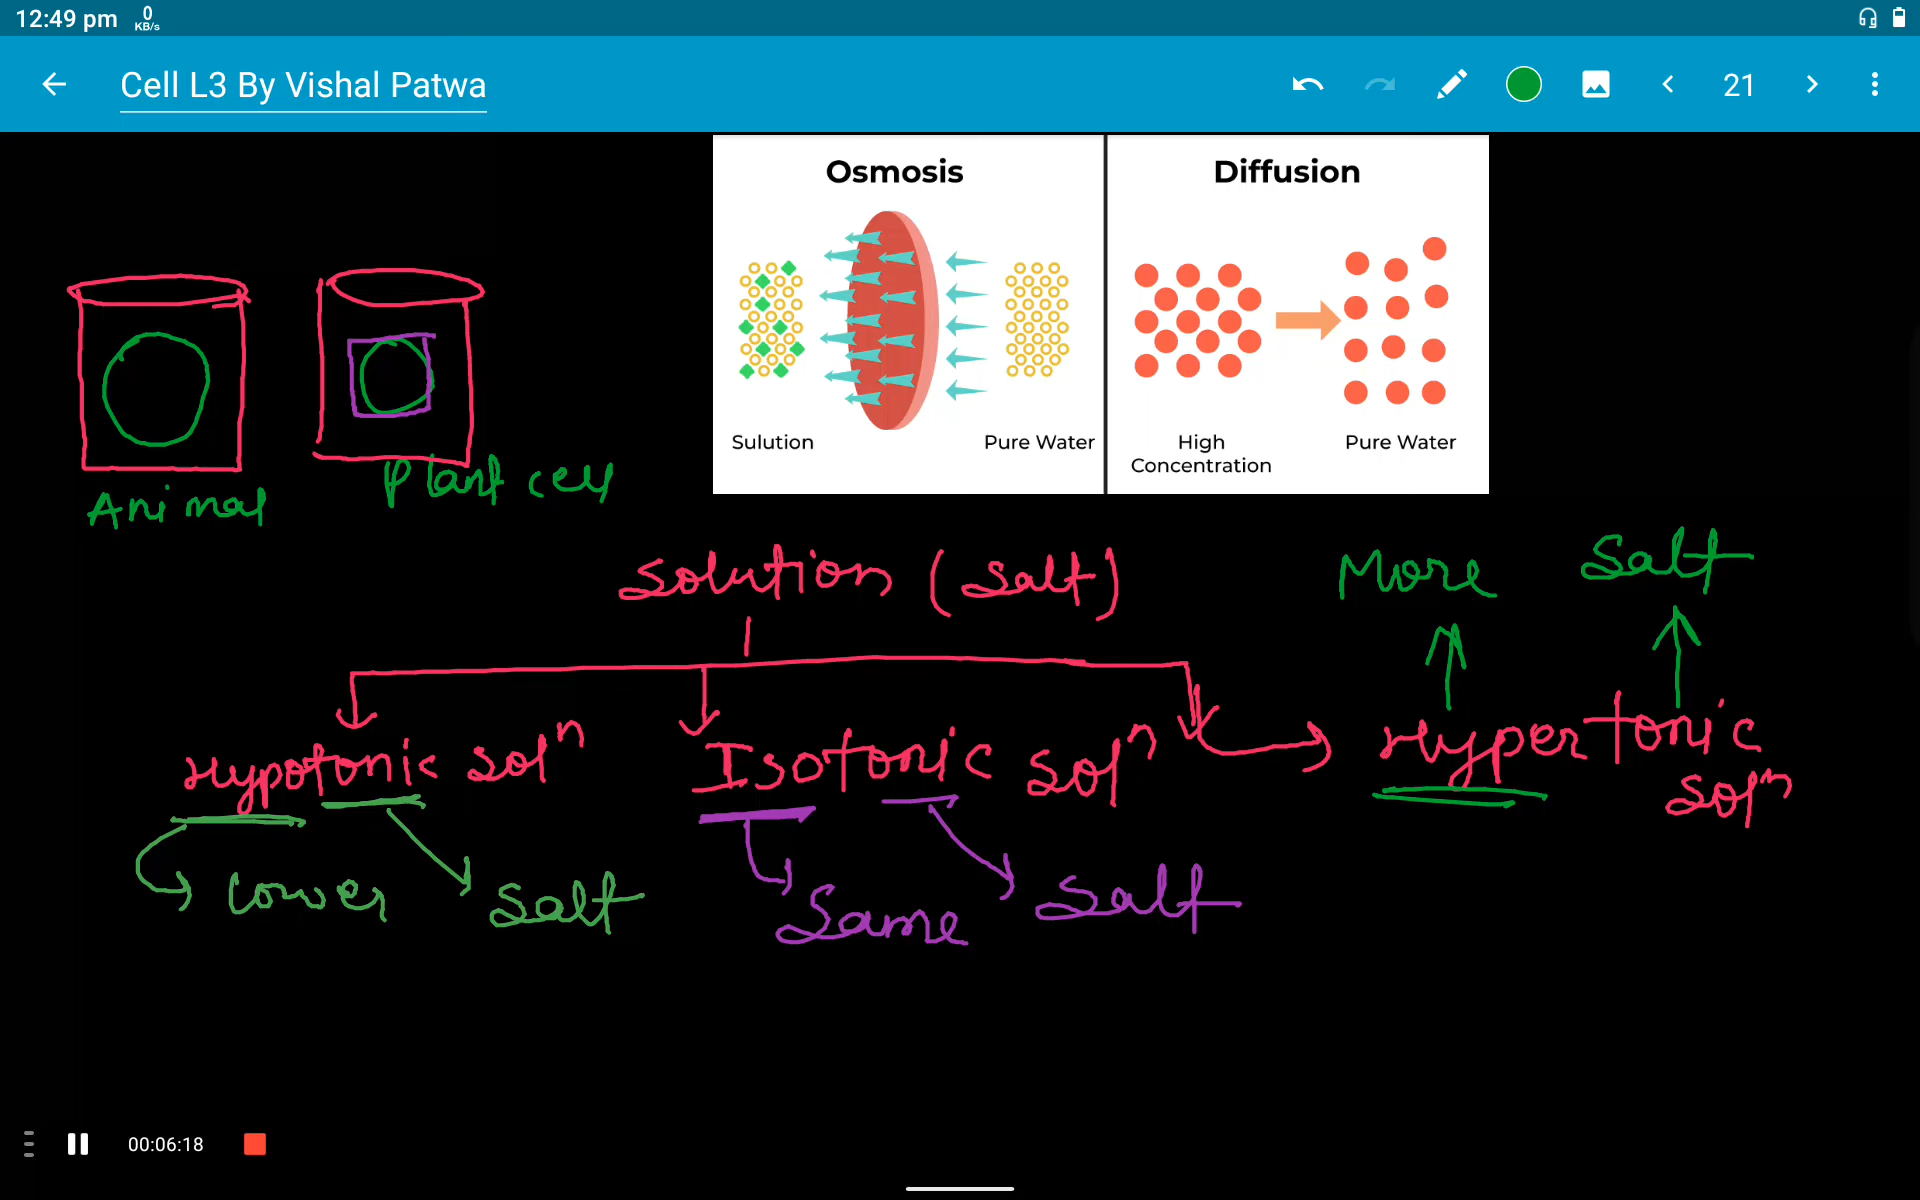 12:49 pm 0 KB/s
Cell L3 By Vishal Patwa
21
Osmosis
Diffusion
Sulution
Pure Water
High
Concentration
Pure Water
Animal
Plant cell
Solution (Salt)
More Salt
Hypotonic Solⁿ
Isotonic Solⁿ
Hypertonic
Solⁿ
Lower Salt
Same Salt
00:06:18